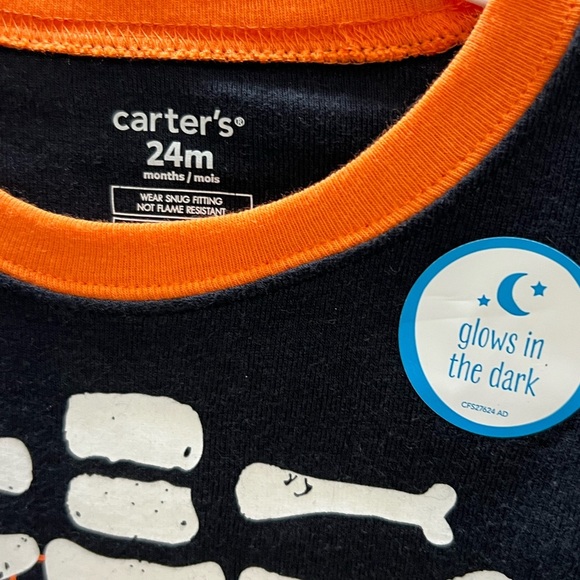 carter's®
24m
months / mois
WEAR SNUG FITTING
NOT FLAME RESISTANT
glows in
the dark
CFS27624 AD